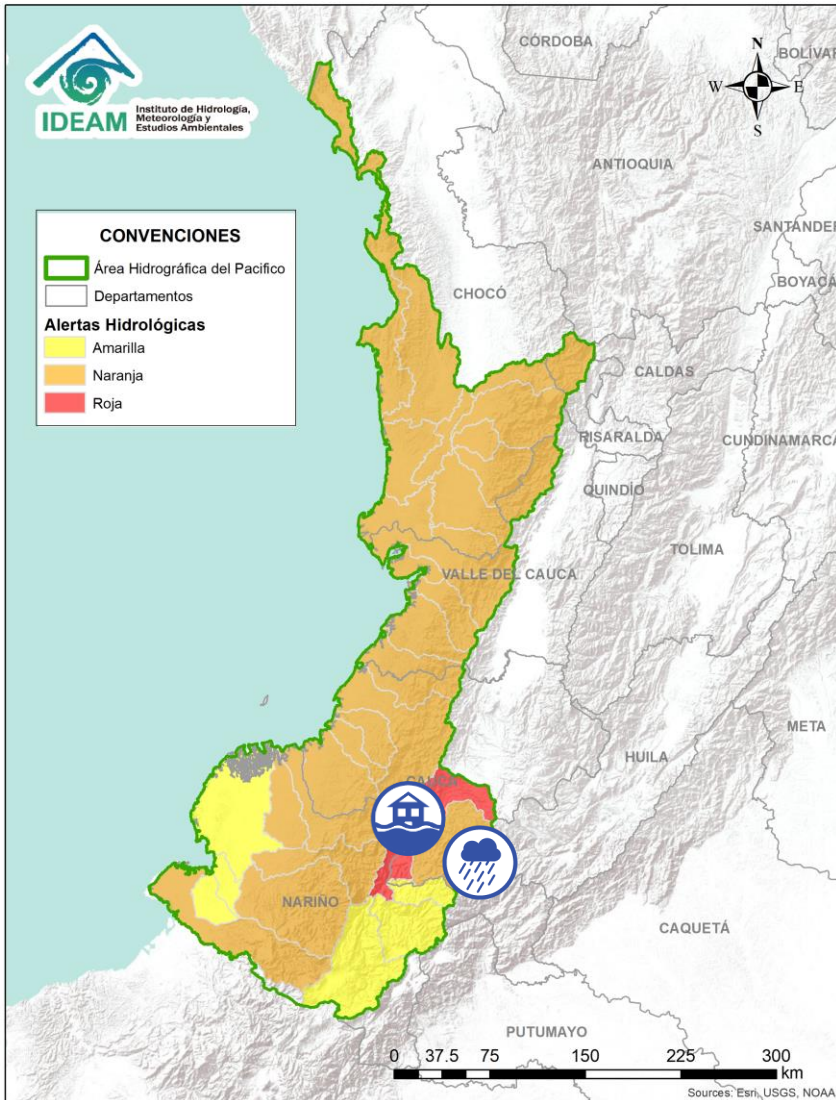 IDEAM
Instituto de Hidrología,
Meteorología y
Estudios Ambientales
N
W
E
S
CÓRDOBA
BOLÍVAR
ANTIOQUIA
SANTANDER
BOYACÁ
CHOCÓ
CALDAS
RISARALDA
CUNDINAMARCA
QUINDÍO
TOLIMA
VALLE DEL CAUCA
META
HUILA
CAUCA
NARIÑO
CAQUETÁ
PUTUMAYO
CONVENCIONES
Área Hidrográfica del Pacifico
Departamentos
Alertas Hidrológicas
Amarilla
Naranja
Roja
0 37.5 75 150 225 300
km
Sources: Esri, USGS, NOAA